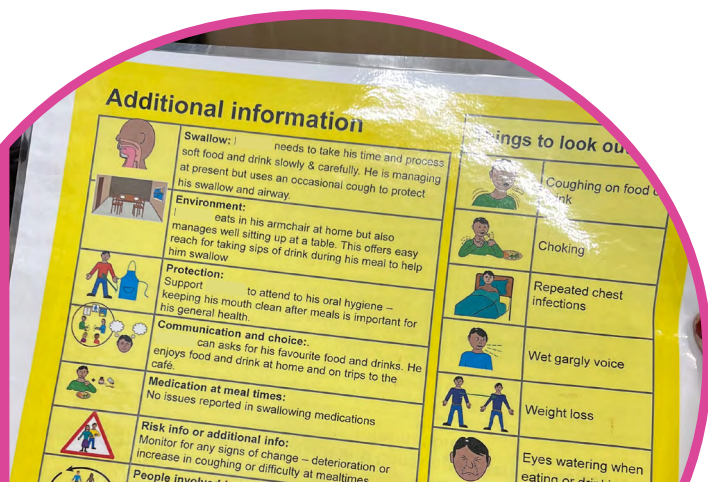 Additional information
Swallow: needs to take his time and process
soft food and drink slowly & carefully. He is managing
at present but uses an occasional cough to protect
his swallow and airway.
Environment:
eats in his armchair at home but also
manages well sitting up at a table. This offers easy
reach for taking sips of drink during his meal to help
him swallow
Protection:
Support to attend to his oral hygiene –
keeping his mouth clean after meals is important for
his general health.
Communication and choice:.
can asks for his favourite food and drinks. He
enjoys food and drink at home and on trips to the
café.
Medication at meal times:
No issues reported in swallowing medications
Risk info or additional info:
Monitor for any signs of change – deterioration or
increase in coughing or difficulty at mealtimes
People involved
to look
Coughing on food
Choking
Repeated chest
infections
Wet gargly voice
Weight loss
Eyes watering when
eating or